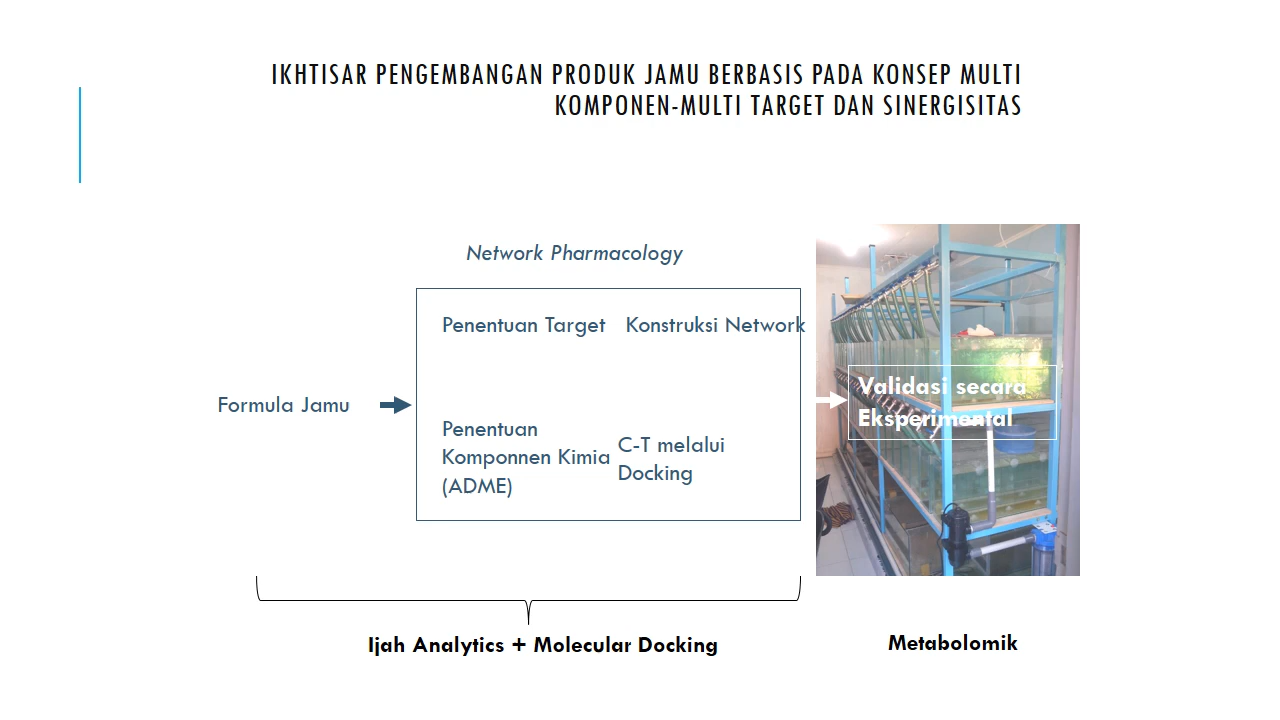 IKHTISAR PENGEMBANGAN PRODUK JAMU BERBASIS PADA KONSEP MULTI
KOMPONEN-MULTI TARGET DAN SINERGISITAS
Network Pharmacology
Penentuan Target
Konstruksi Network
Formula Jamu
Penentuan
Komponnen Kimia
(ADME)
C-T melalui
Docking
Validasi secara
Eksperimental
Ijah Analytics + Molecular Docking
Metabolomik